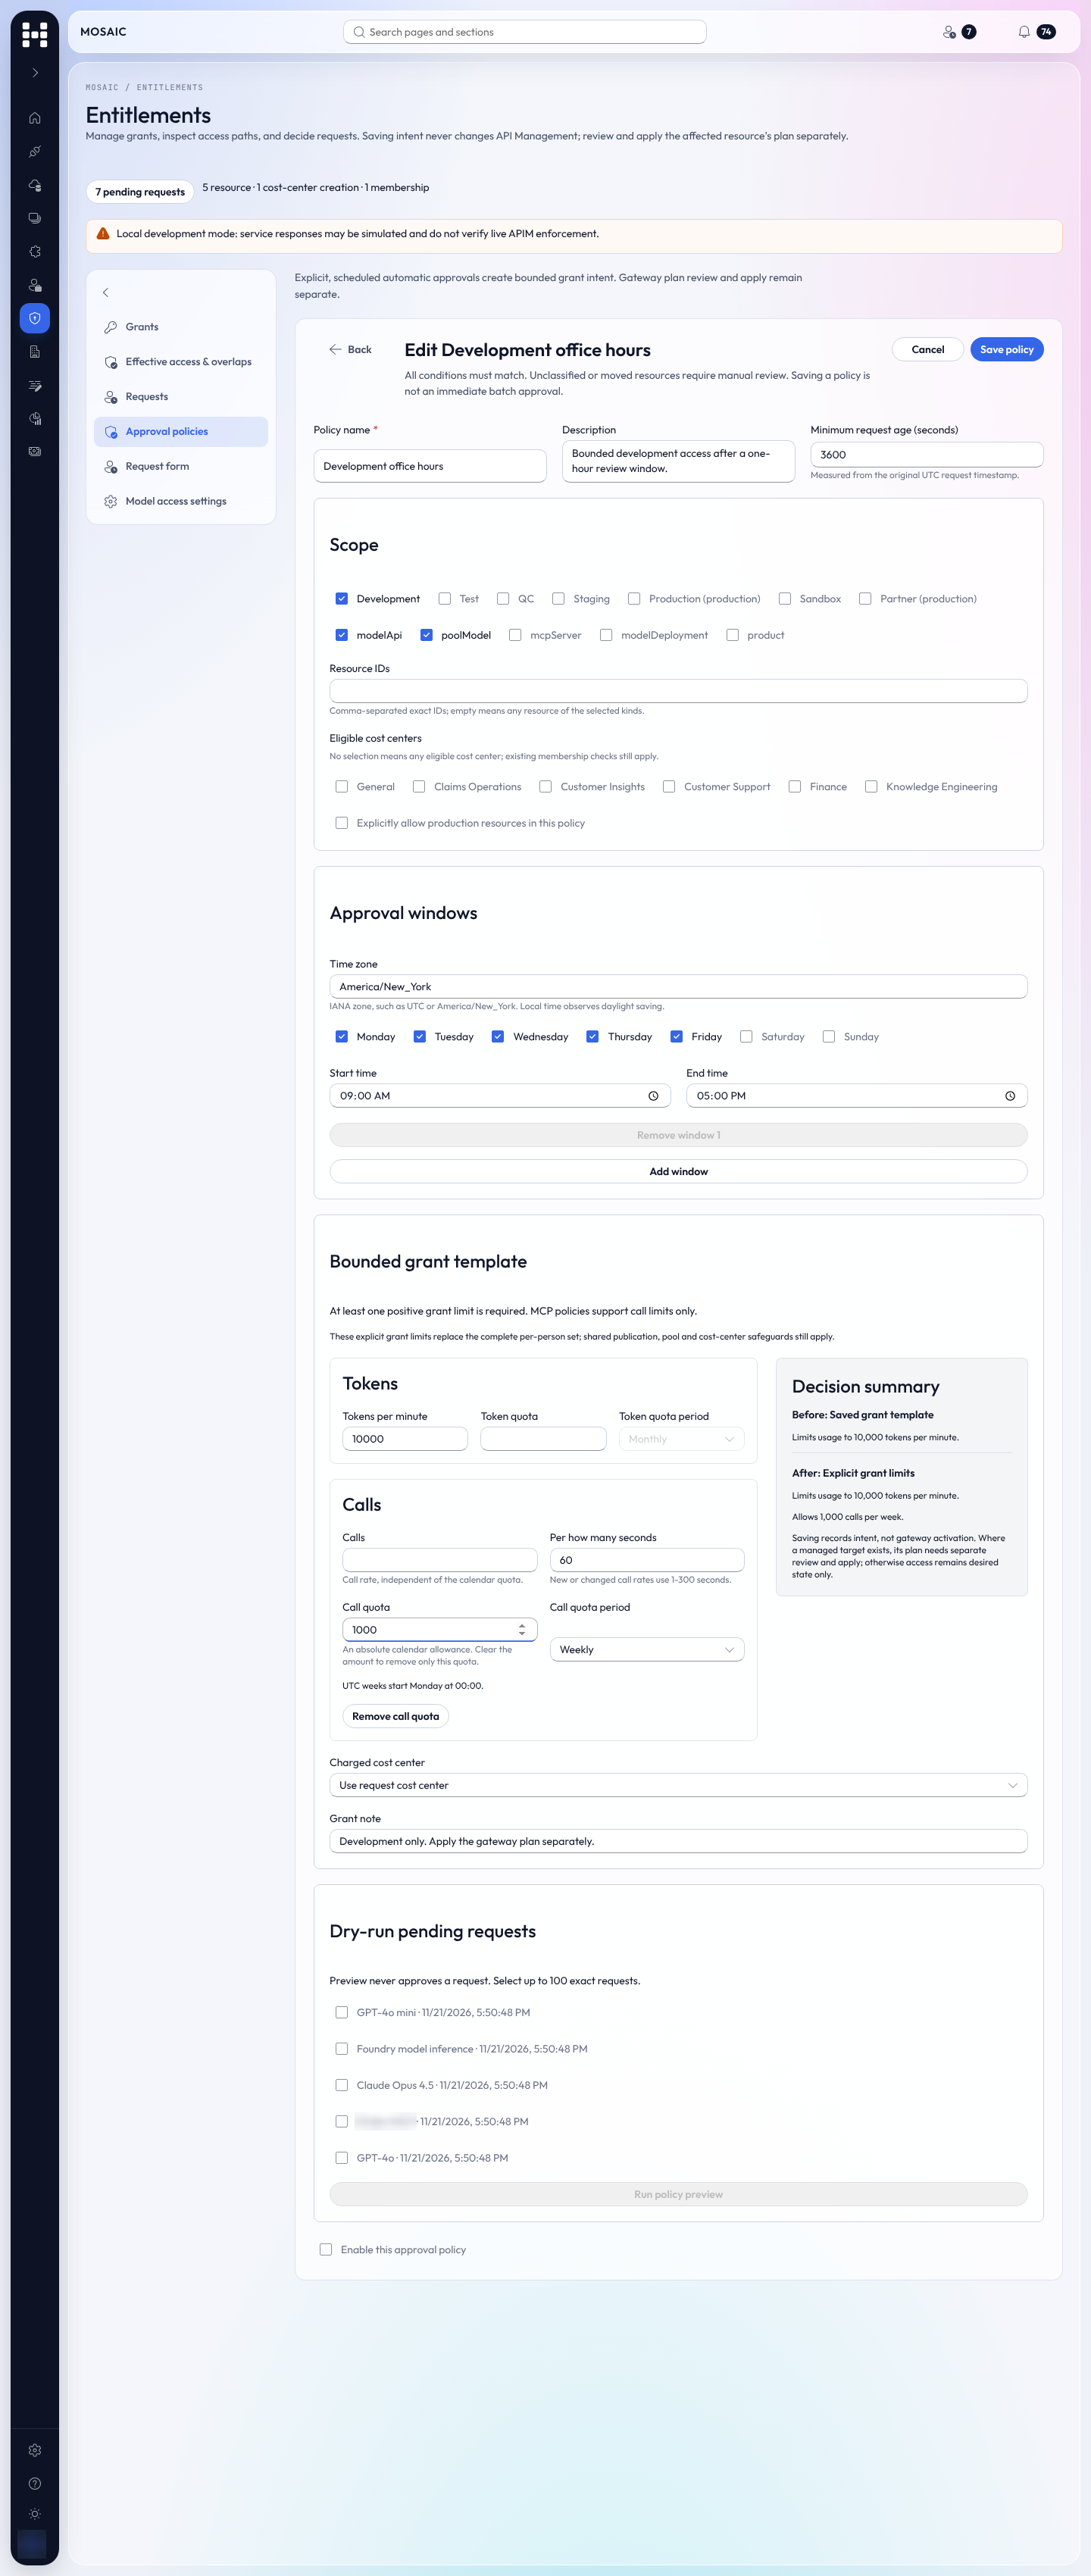 MOSAIC
Search pages and sections
7
74
MOSAIC / ENTITLEMENTS
Entitlements
Manage grants, inspect access paths, and decide requests. Saving intent never changes API Management; review and apply the affected resource's plan separately.
7 pending requests
5 resource · 1 cost-center creation · 1 membership
Local development mode: service responses may be simulated and do not verify live APIM enforcement.
Grants
Effective access & overlaps
Requests
Approval policies
Request form
Model access settings
Explicit, scheduled automatic approvals create bounded grant intent. Gateway plan review and apply remain
separate.
Back
Edit Development office hours
Cancel
Save policy
All conditions must match. Unclassified or moved resources require manual review. Saving a policy is
not an immediate batch approval.
Policy name *
Description
Minimum request age (seconds)
Development office hours
Bounded development access after a one-
hour review window.
3600
Measured from the original UTC request timestamp.
Scope
Development
Test
QC
Staging
Production (production)
Sandbox
Partner (production)
modelApi
poolModel
mcpServer
modelDeployment
product
Resource IDs
Comma-separated exact IDs; empty means any resource of the selected kinds.
Eligible cost centers
No selection means any eligible cost center; existing membership checks still apply.
General
Claims Operations
Customer Insights
Customer Support
Finance
Knowledge Engineering
Explicitly allow production resources in this policy
Approval windows
Time zone
America/New_York
IANA zone, such as UTC or America/New_York. Local time observes daylight saving.
Monday
Tuesday
Wednesday
Thursday
Friday
Saturday
Sunday
Start time
End time
09:00 AM
05:00 PM
Remove window 1
Add window
Bounded grant template
At least one positive grant limit is required. MCP policies support call limits only.
These explicit grant limits replace the complete per-person set; shared publication, pool and cost-center safeguards still apply.
Tokens
Tokens per minute
Token quota
Token quota period
10000
Monthly
Calls
Calls
Per how many seconds
60
Call rate, independent of the calendar quota.
New or changed call rates use 1-300 seconds.
Call quota
Call quota period
1000
Weekly
An absolute calendar allowance. Clear the
amount to remove only this quota.
UTC weeks start Monday at 00:00.
Remove call quota
Decision summary
Before: Saved grant template
Limits usage to 10,000 tokens per minute.
After: Explicit grant limits
Limits usage to 10,000 tokens per minute.
Allows 1,000 calls per week.
Saving records intent, not gateway activation. Where
a managed target exists, its plan needs separate
review and apply; otherwise access remains desired
state only.
Charged cost center
Use request cost center
Grant note
Development only. Apply the gateway plan separately.
Dry-run pending requests
Preview never approves a request. Select up to 100 exact requests.
GPT-4o mini · 11/21/2026, 5:50:48 PM
Foundry model inference · 11/21/2026, 5:50:48 PM
Claude Opus 4.5 · 11/21/2026, 5:50:48 PM
· 11/21/2026, 5:50:48 PM
GPT-4o · 11/21/2026, 5:50:48 PM
Run policy preview
Enable this approval policy